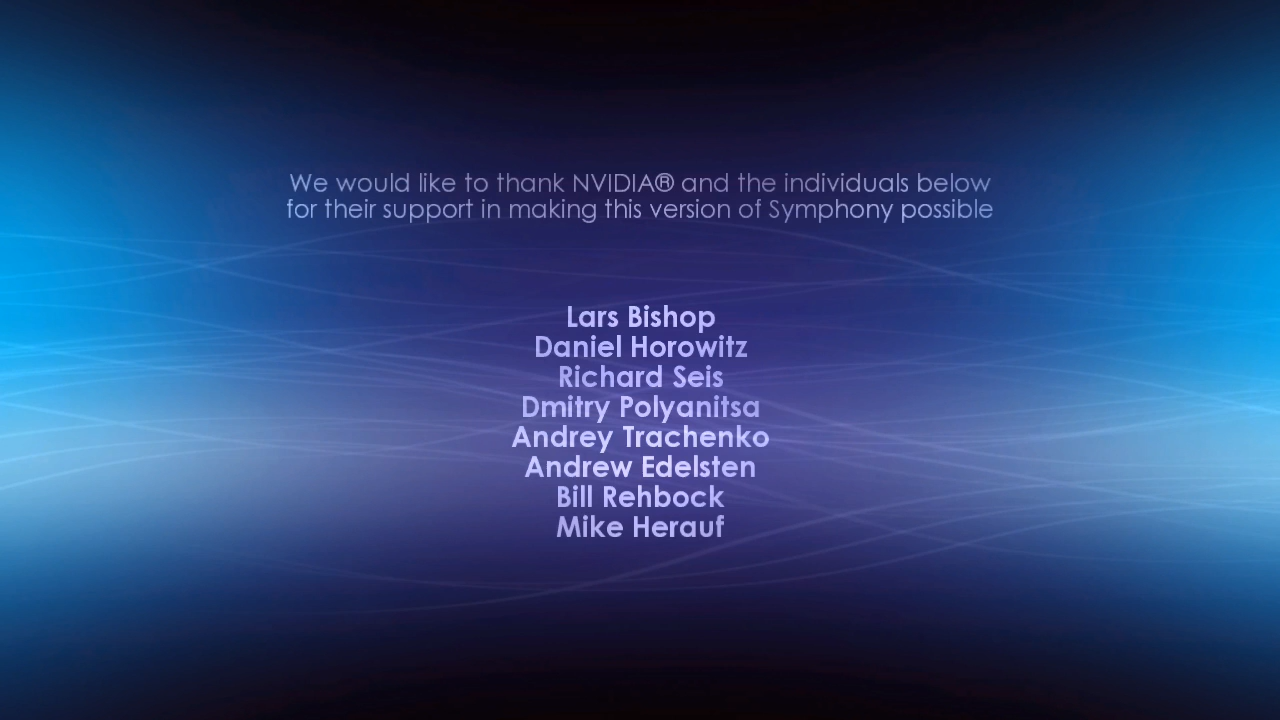 We would like to thank NVIDIA® and the individuals below
for their support in making this version of Symphony possible
Lars Bishop
Daniel Horowitz
Richard Seis
Dmitry Polyanitsa
Andrey Trachenko
Andrew Edelsten
Bill Rehbock
Mike Herauf